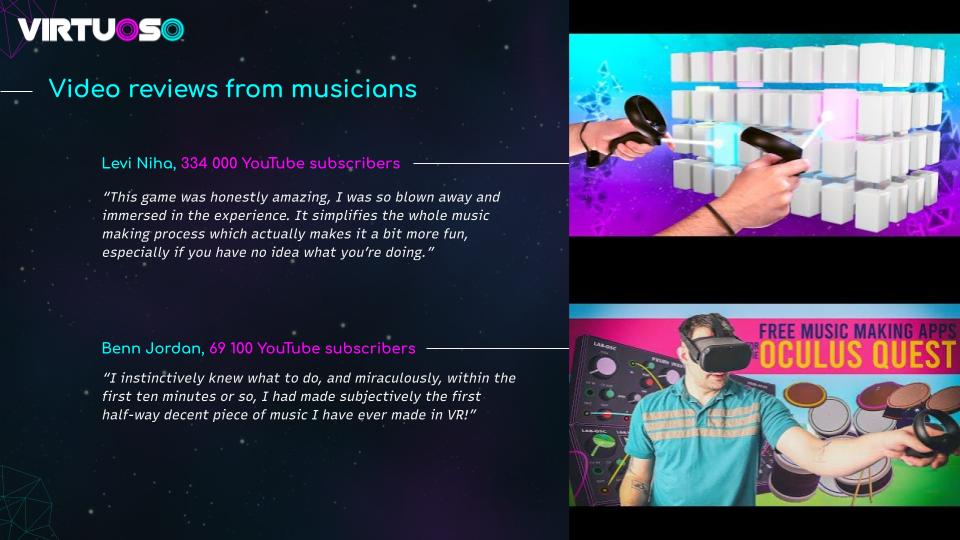 VIRTUOSO
Video reviews from musicians
Levi Niha, 334 000 YouTube subscribers
“This game was honestly amazing, I was so blown away and
immersed in the experience. It simplifies the whole music
making process which actually makes it a bit more fun,
especially if you have no idea what you’re doing.”
Benn Jordan, 69 100 YouTube subscribers
“I instinctively knew what to do, and miraculously, within the
first ten minutes or so, I had made subjectively the first
half-way decent piece of music I have ever made in VR!”
FREE MUSIC MAKING APPS
OCULUS QUEST